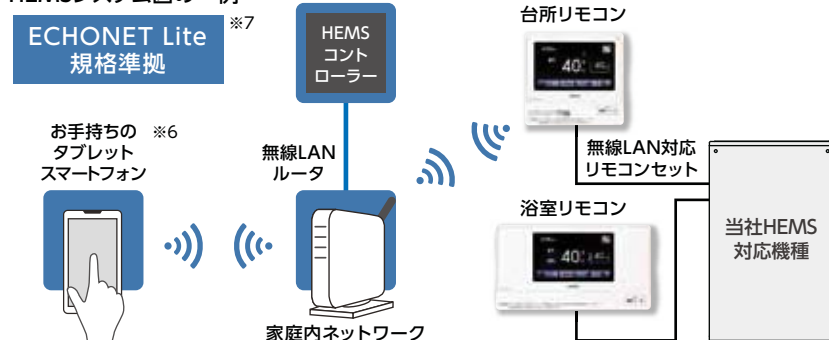 HEMSシステム図の一例
ECHONET Lite
規格準拠
※7
HEMS
コント
ローラー
台所リモコン
40
お手持ちの ※6
タブレット
スマートフォン
無線LAN
ルータ
無線LAN対応
リモコンセット
浴室リモコン
40
当社HEMS
対応機種
家庭内ネットワーク